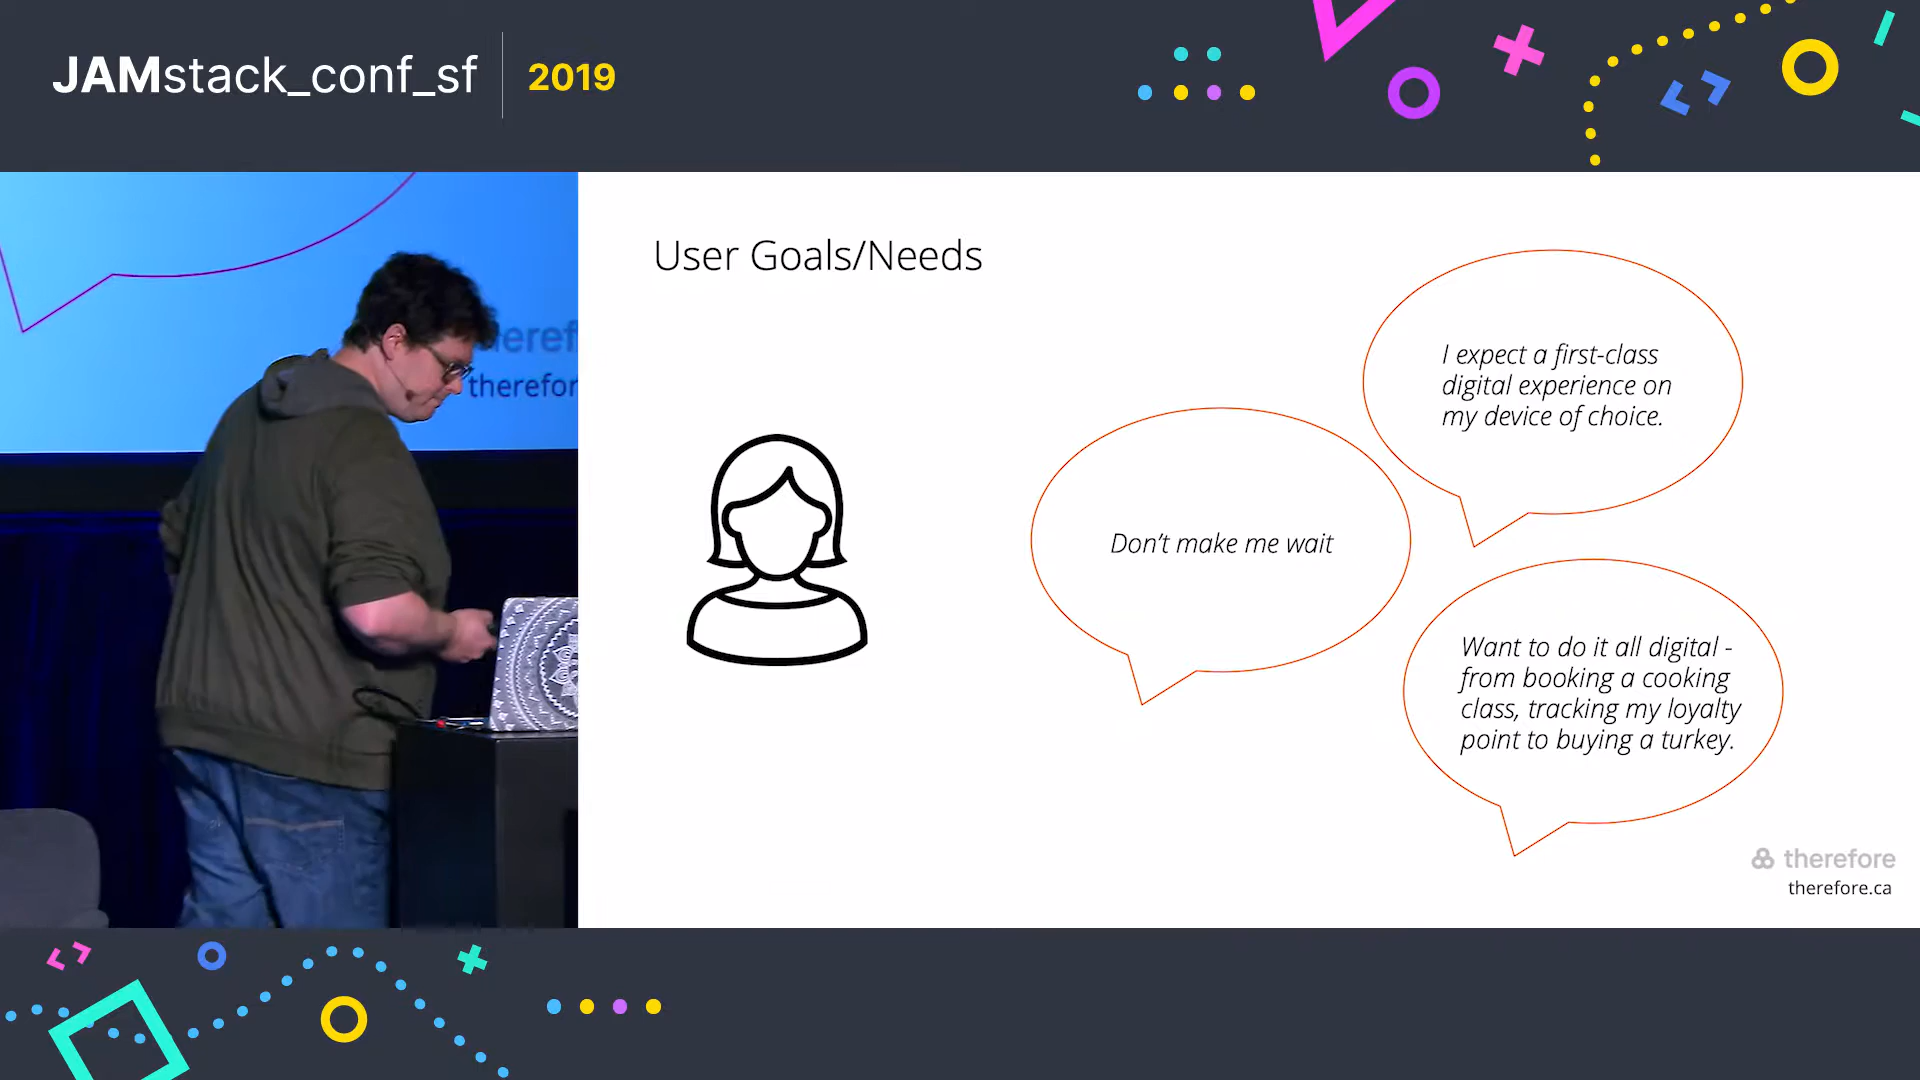 JAMstack_conf_sf
2019
User Goals/Needs
I expect a first-class
digital experience on
my device of choice.
Don't make me wait
Want to do it all digital -
from booking a cooking
class, tracking my loyalty
point to buying a turkey.
therefore
therefore.ca
eref
therefor